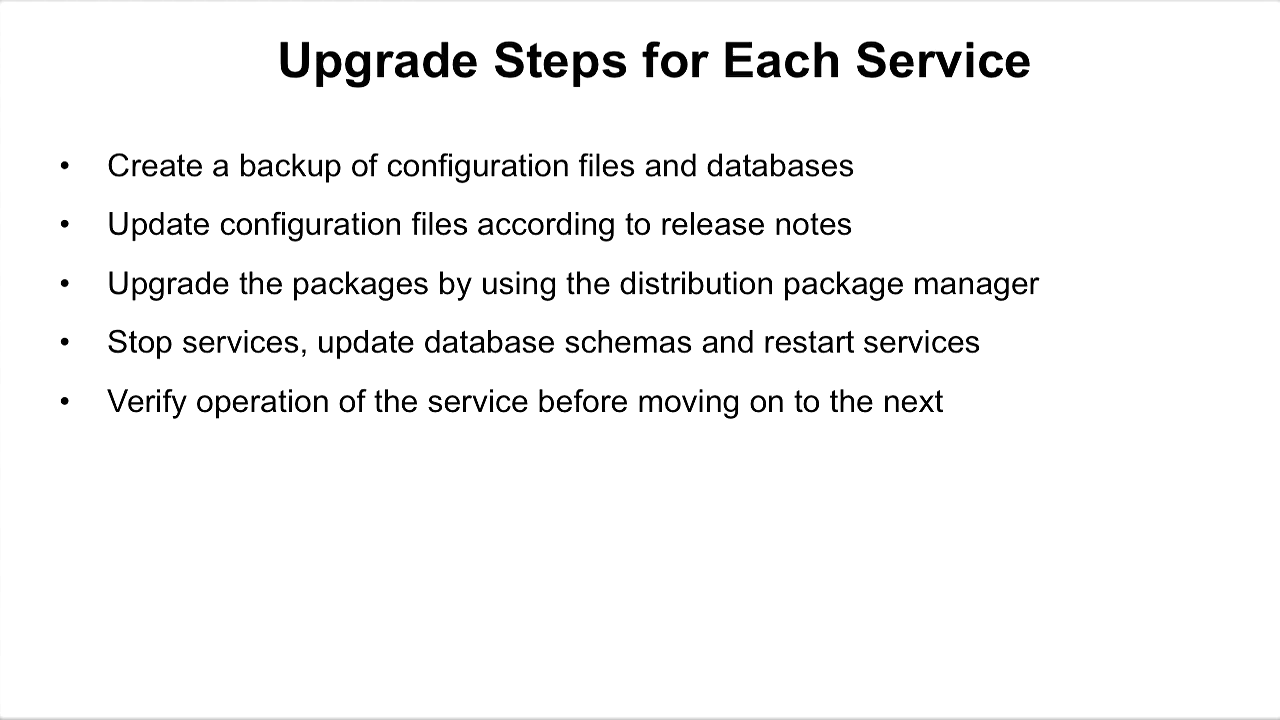 Upgrade Steps for Each Service
• Create a backup of configuration files and databases
• Update configuration files according to release notes
• Upgrade the packages by using the distribution package manager
• Stop services, update database schemas and restart services
• Verify operation of the service before moving on to the next